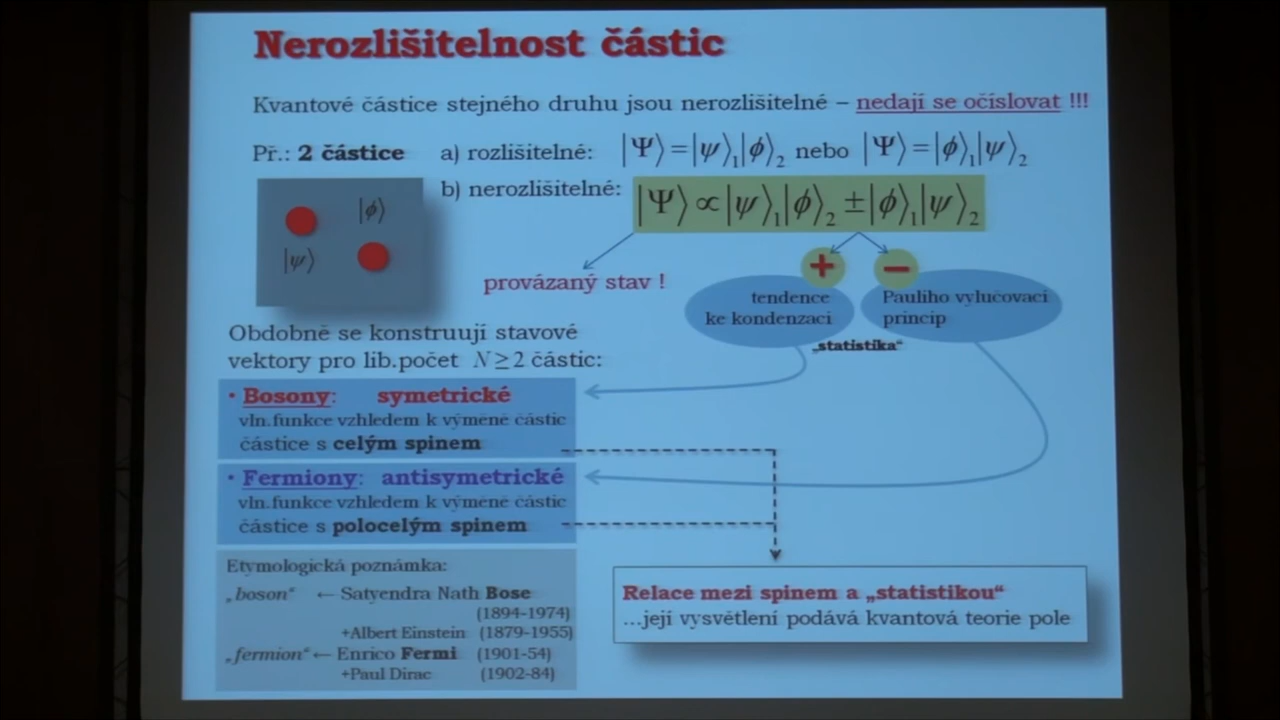 Nerozlišitelnost částic
Kvantové částice stejného druhu jsou nerozlišitelné – nedají se očíslovat !!!
Př.: 2 částice a) rozlišitelné: |Ψ⟩=|ψ⟩₁|ϕ⟩₂ nebo |Ψ⟩=|ϕ⟩₁|ψ⟩₂
b) nerozlišitelné: |Ψ⟩∝|ψ⟩₁|ϕ⟩₂±|ϕ⟩₁|ψ⟩₂
|ϕ⟩
|ψ⟩
provázaný stav !
+ –
tendence
ke kondenzaci
Pauliho vylučovací
princip
„statistika“
Obdobně se konstruují stavové
vektory pro lib.počet N≥2 částic:
• Bosony: symetrické
vln.funkce vzhledem k výměně částic
částice s celým spinem
• Fermiony: antisymetrické
vln.funkce vzhledem k výměně částic
částice s polocelým spinem
Etymologická poznámka:
„boson“ ← Satyendra Nath Bose
(1894-1974)
+Albert Einstein (1879-1955)
„fermion“ ← Enrico Fermi (1901-54)
+Paul Dirac (1902-84)
Relace mezi spinem a „statistikou“
...její vysvětlení podává kvantová teorie pole